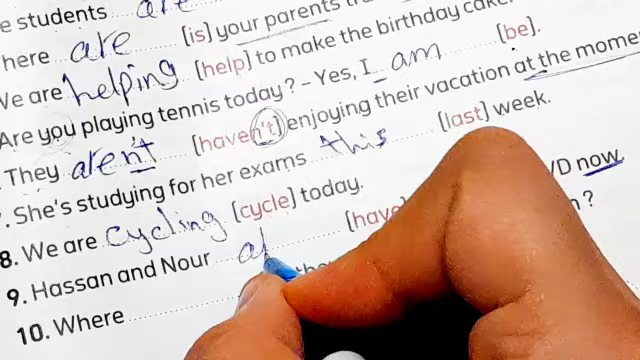 e students are
here are [is] your parents
We are helping [help] to make the birthday cake
Are you playing tennis today? – Yes, I am [be].
They aren't [haven't] enjoying their vacation at the mome
7. She's studying for her exams this [last] week.
8. We are cycling [cycle] today. VD now.
9. Hassan and Nour a [have] ?
10. Where